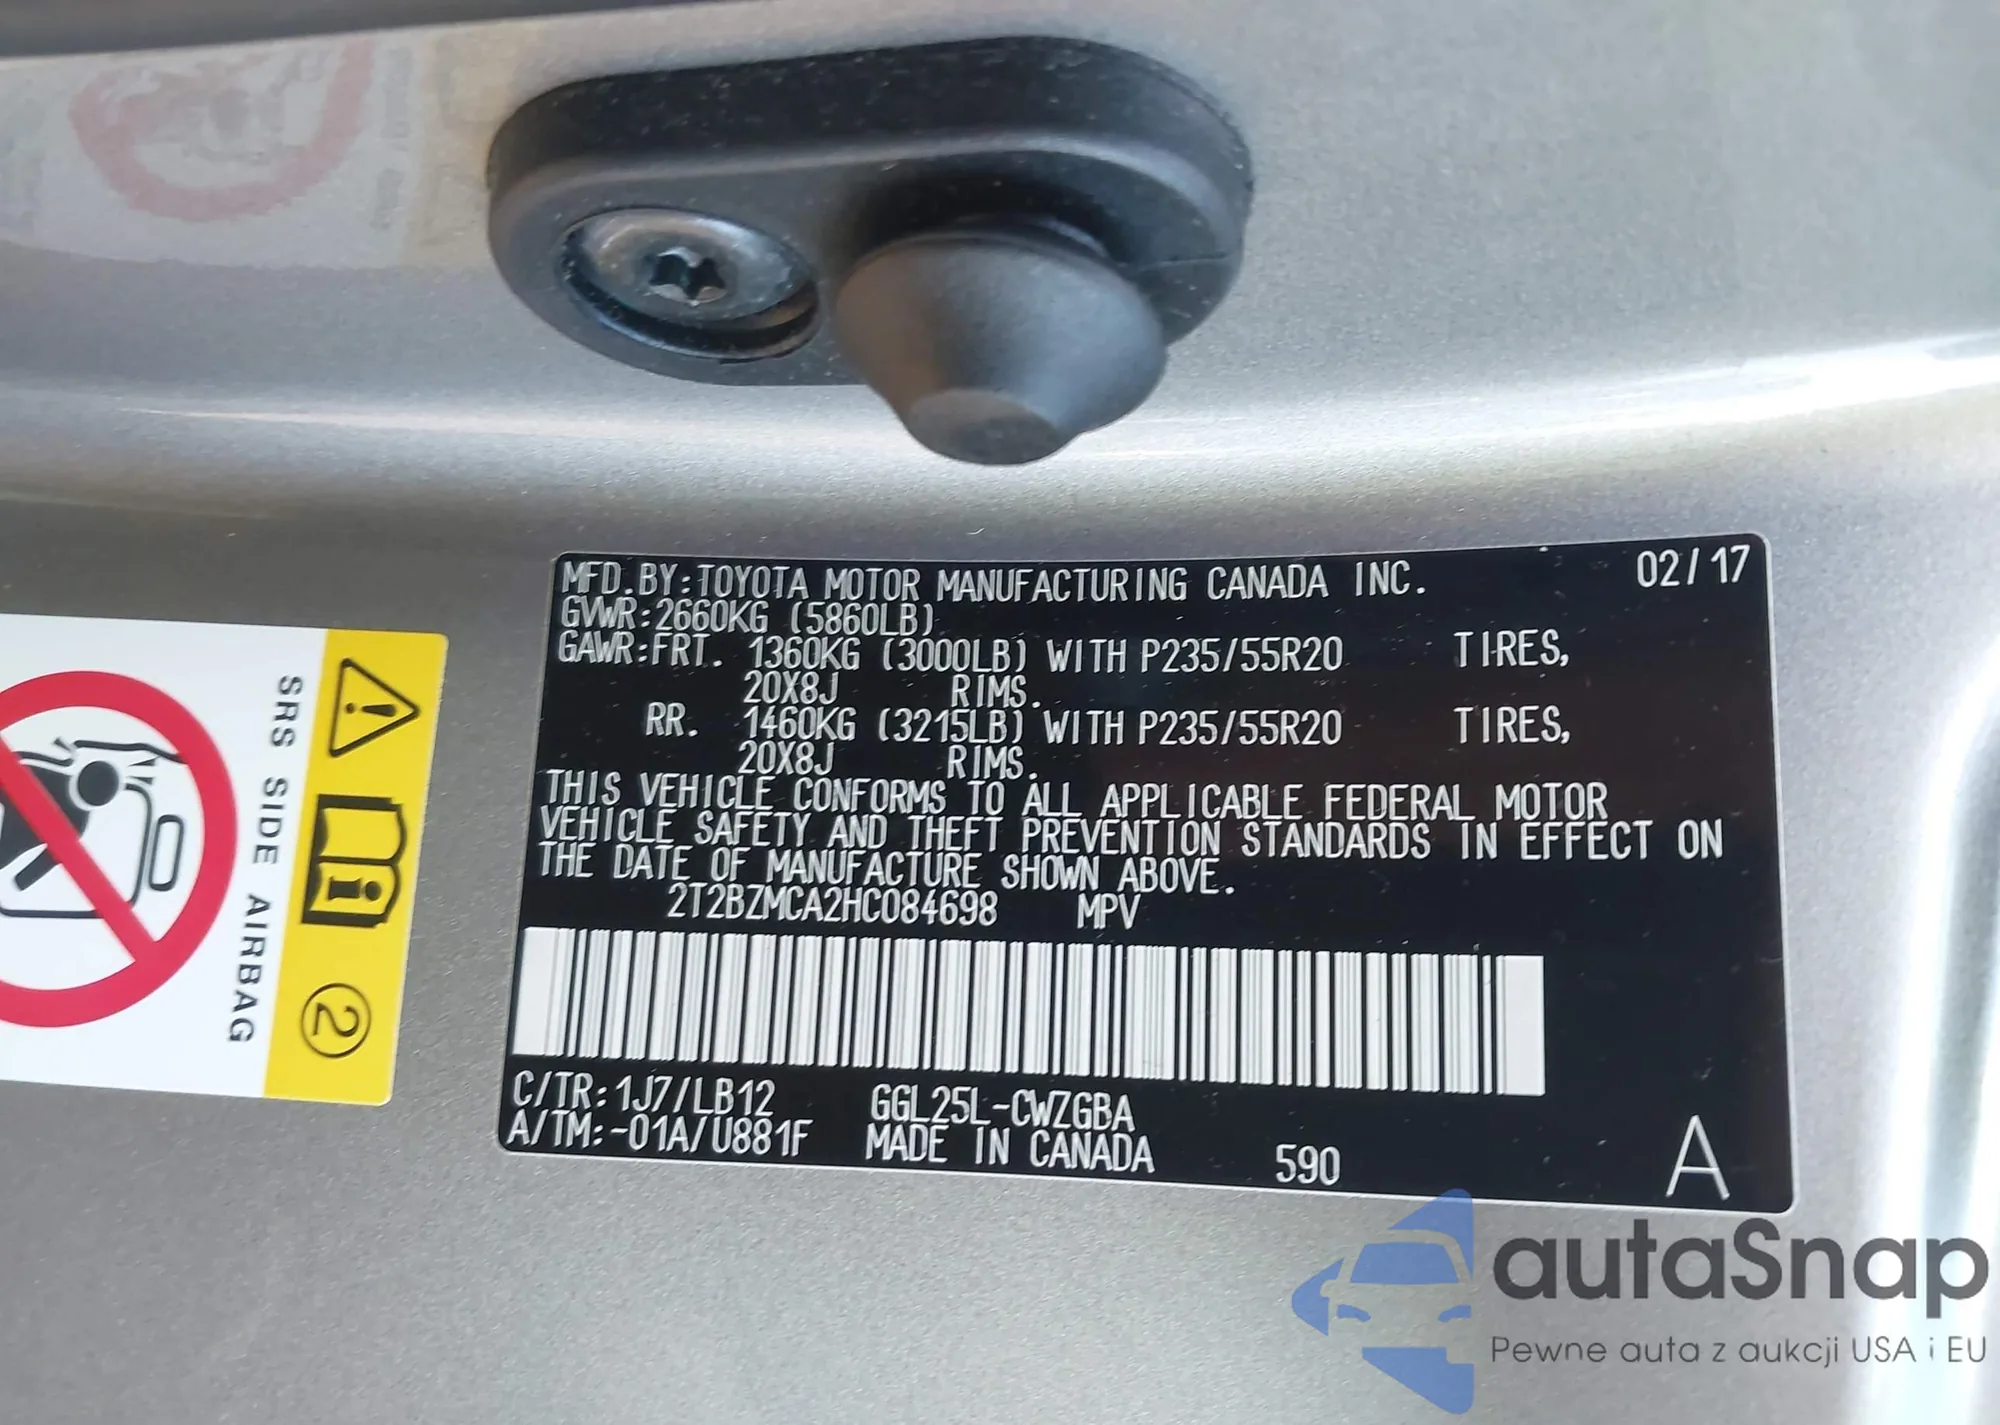 MFD.BY:TOYOTA MOTOR MANUFACTURING CANADA INC. 02/17
GVWR:2660KG (5860LB)
GAWR:FRT. 1360KG (3000LB) WITH P235/55R20 TIRES,
20X8J RIMS.
RR. 1460KG (3215LB) WITH P235/55R20 TIRES,
20X8J RIMS.
THIS VEHICLE CONFORMS TO ALL APPLICABLE FEDERAL MOTOR
VEHICLE SAFETY AND THEFT PREVENTION STANDARDS IN EFFECT ON
THE DATE OF MANUFACTURE SHOWN ABOVE.
2T2BZMCA2HC084698 MPV
C/TR:1J7/LB12 GGL25L-CWZGBA
A/TM:-01A/U881F MADE IN CANADA 590 A
SRS SIDE AIRBAG
2
autaSnap
Pewne auta z aukcji USA i EU